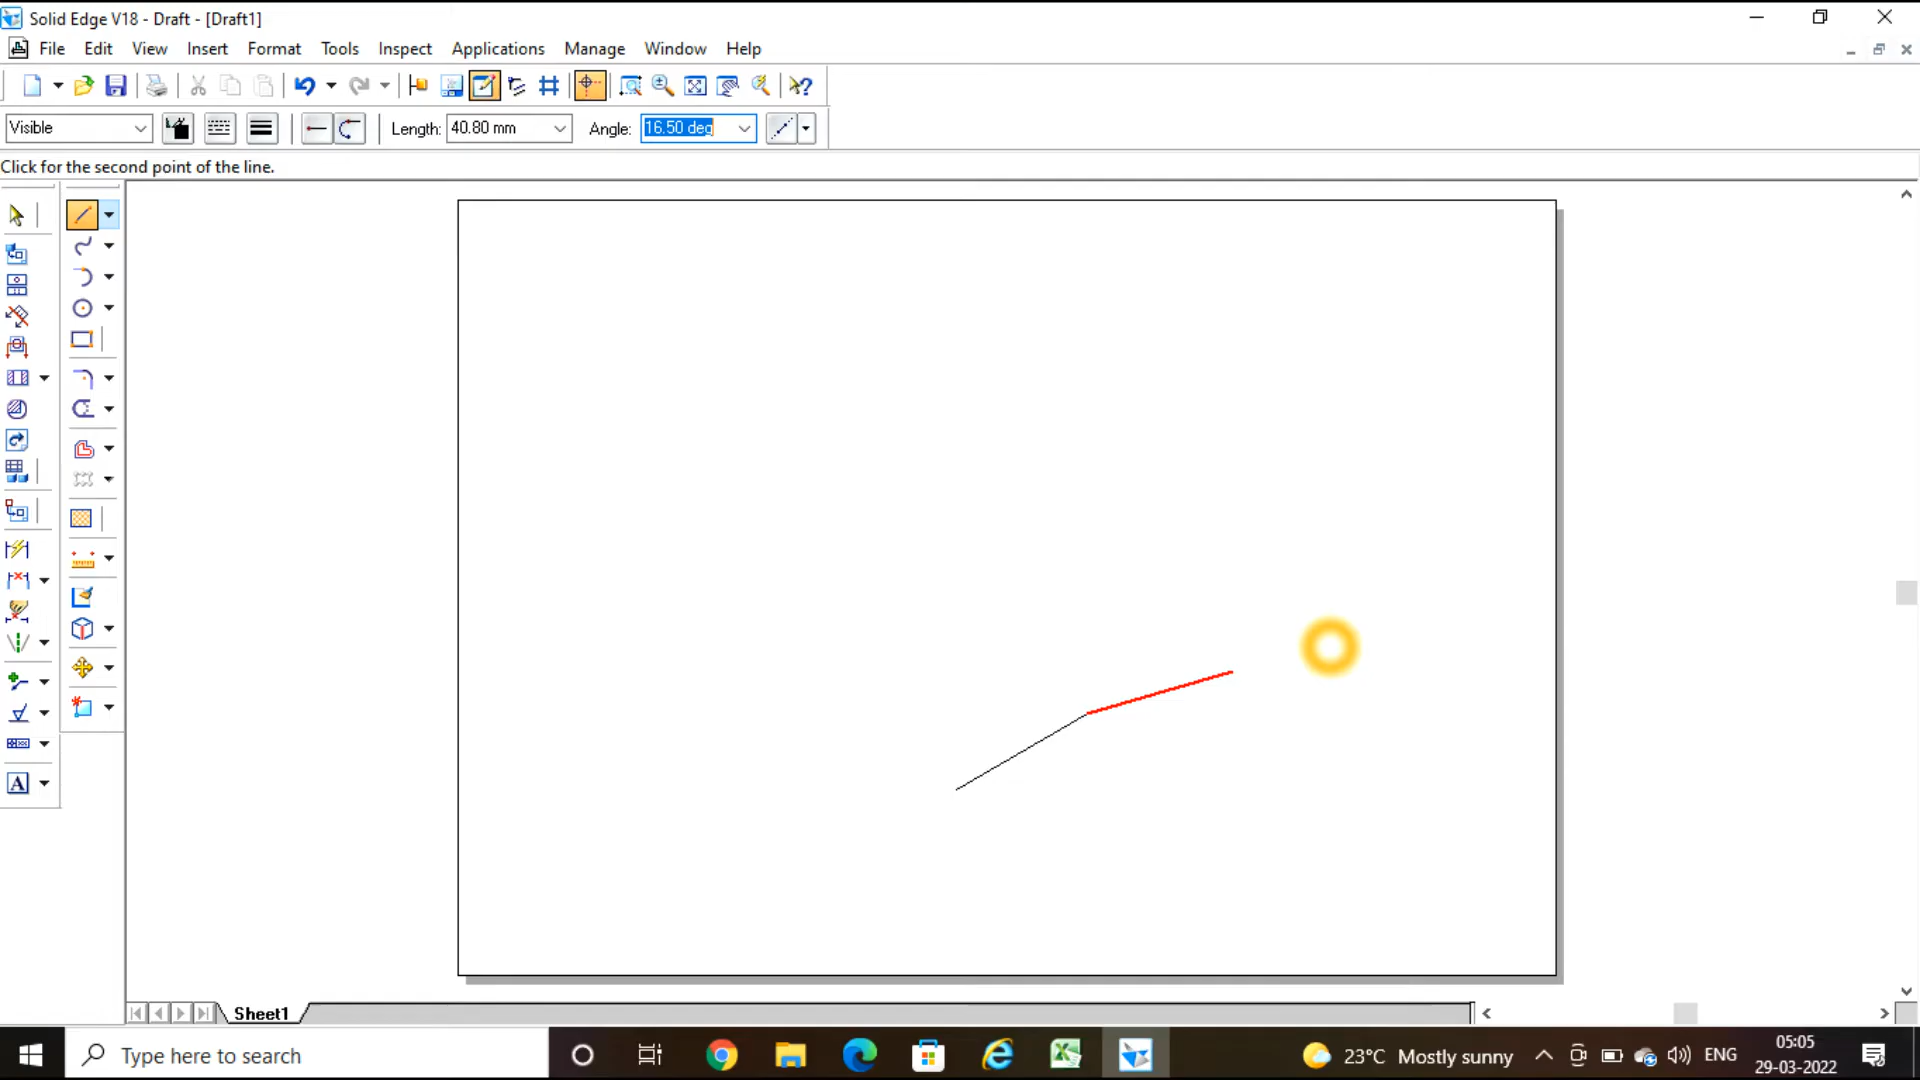 Solid Edge V18 - Draft - [Draft1]
File Edit View Insert Format Tools Inspect Applications Manage Window Help
Visible Length: 40.80 mm Angle: 16.50 deg
Click for the second point of the line.
A
Sheet1
Type here to search
23°C Mostly sunny
ENG
05:05
29-03-2022